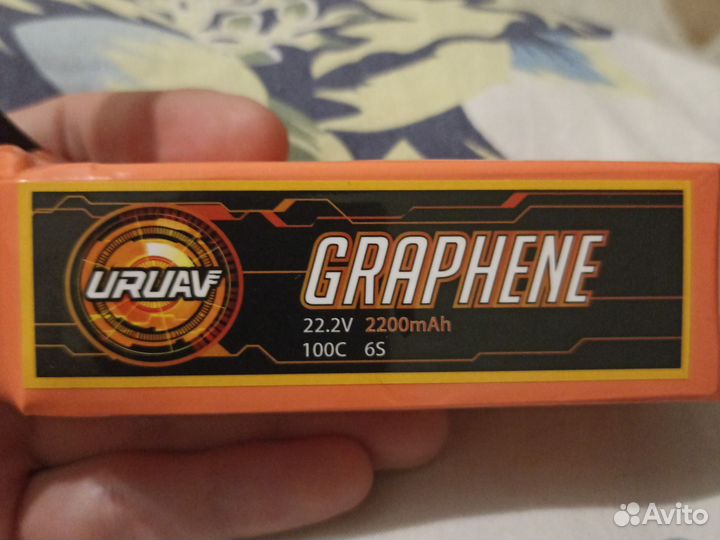 URUAV
GRAPHENE
22.2V 2200mAh
100C 6S
Avito